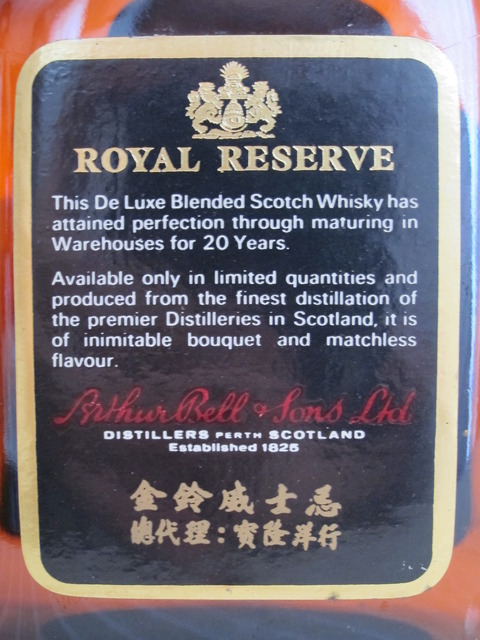 ROYAL RESERVE
This De Luxe Blended Scotch Whisky has
attained perfection through maturing in
Warehouses for 20 Years.
Available only in limited quantities and
produced from the finest distillation of
the premier Distilleries in Scotland, it is
of inimitable bouquet and matchless
flavour.
Arthur Bell & Sons Ltd
DISTILLERS PERTH SCOTLAND
Established 1825
金鈴威士忌
總代理：寶隆洋行